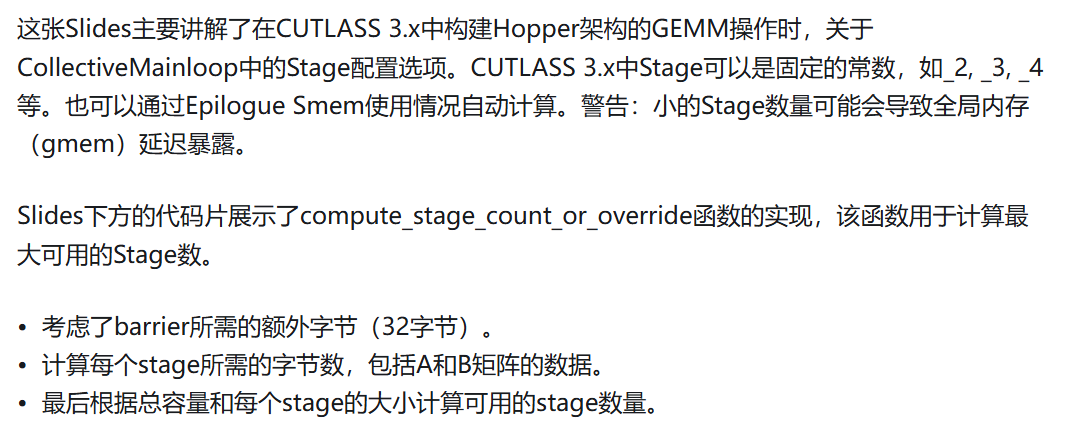 这张Slides主要讲解了在CUTLASS 3.x中构建Hopper架构的GEMM操作时，关于
CollectiveMainloop中的Stage配置选项。CUTLASS 3.x中Stage可以是固定的常数，如_2, _3, _4
等。也可以通过Epilogue Smem使用情况自动计算。警告：小的Stage数量可能会导致全局内存
（gmem）延迟暴露。
Slides下方的代码片展示了compute_stage_count_or_override函数的实现，该函数用于计算最
大可用的Stage数。
• 考虑了barrier所需的额外字节（32字节）。
• 计算每个stage所需的字节数，包括A和B矩阵的数据。
• 最后根据总容量和每个stage的大小计算可用的stage数量。